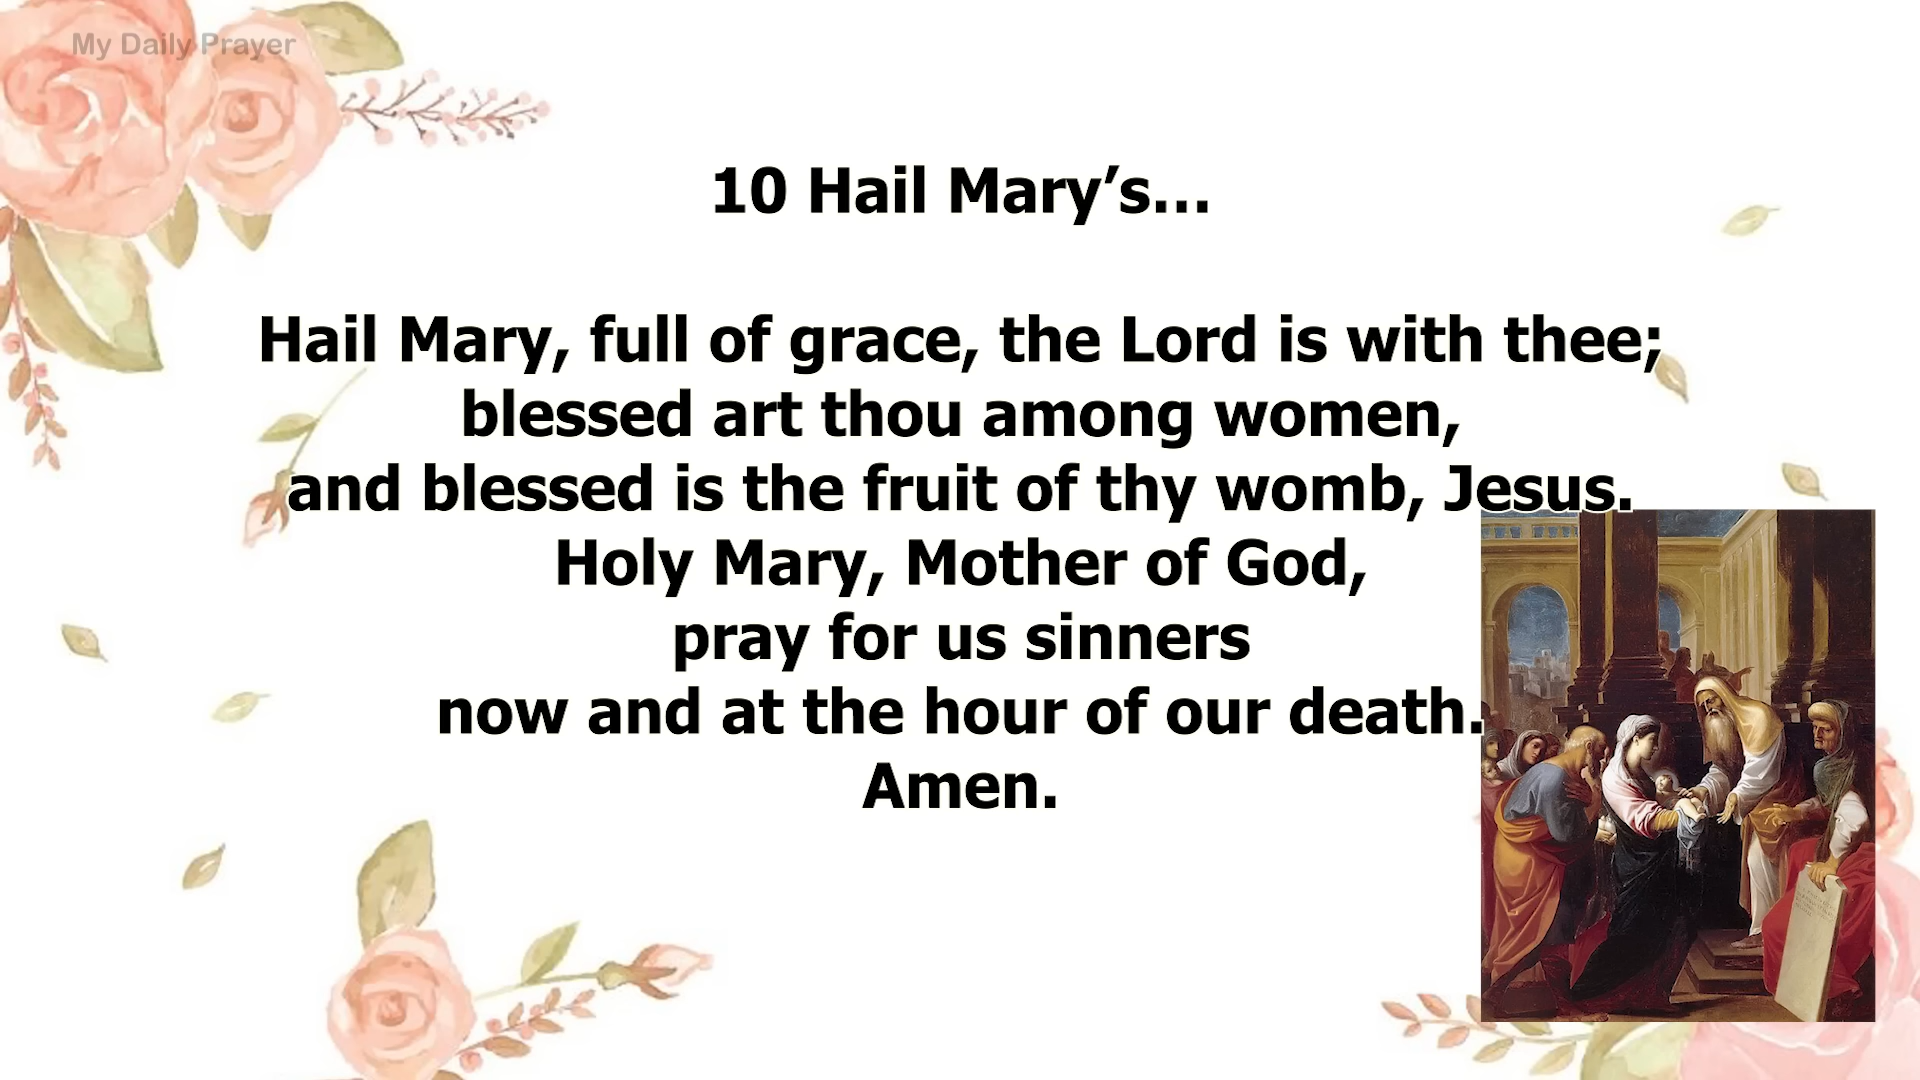 My Daily Prayer
10 Hail Mary’s...
Hail Mary, full of grace, the Lord is with thee;
blessed art thou among women,
and blessed is the fruit of thy womb, Jesus.
Holy Mary, Mother of God,
pray for us sinners
now and at the hour of our death.
Amen.